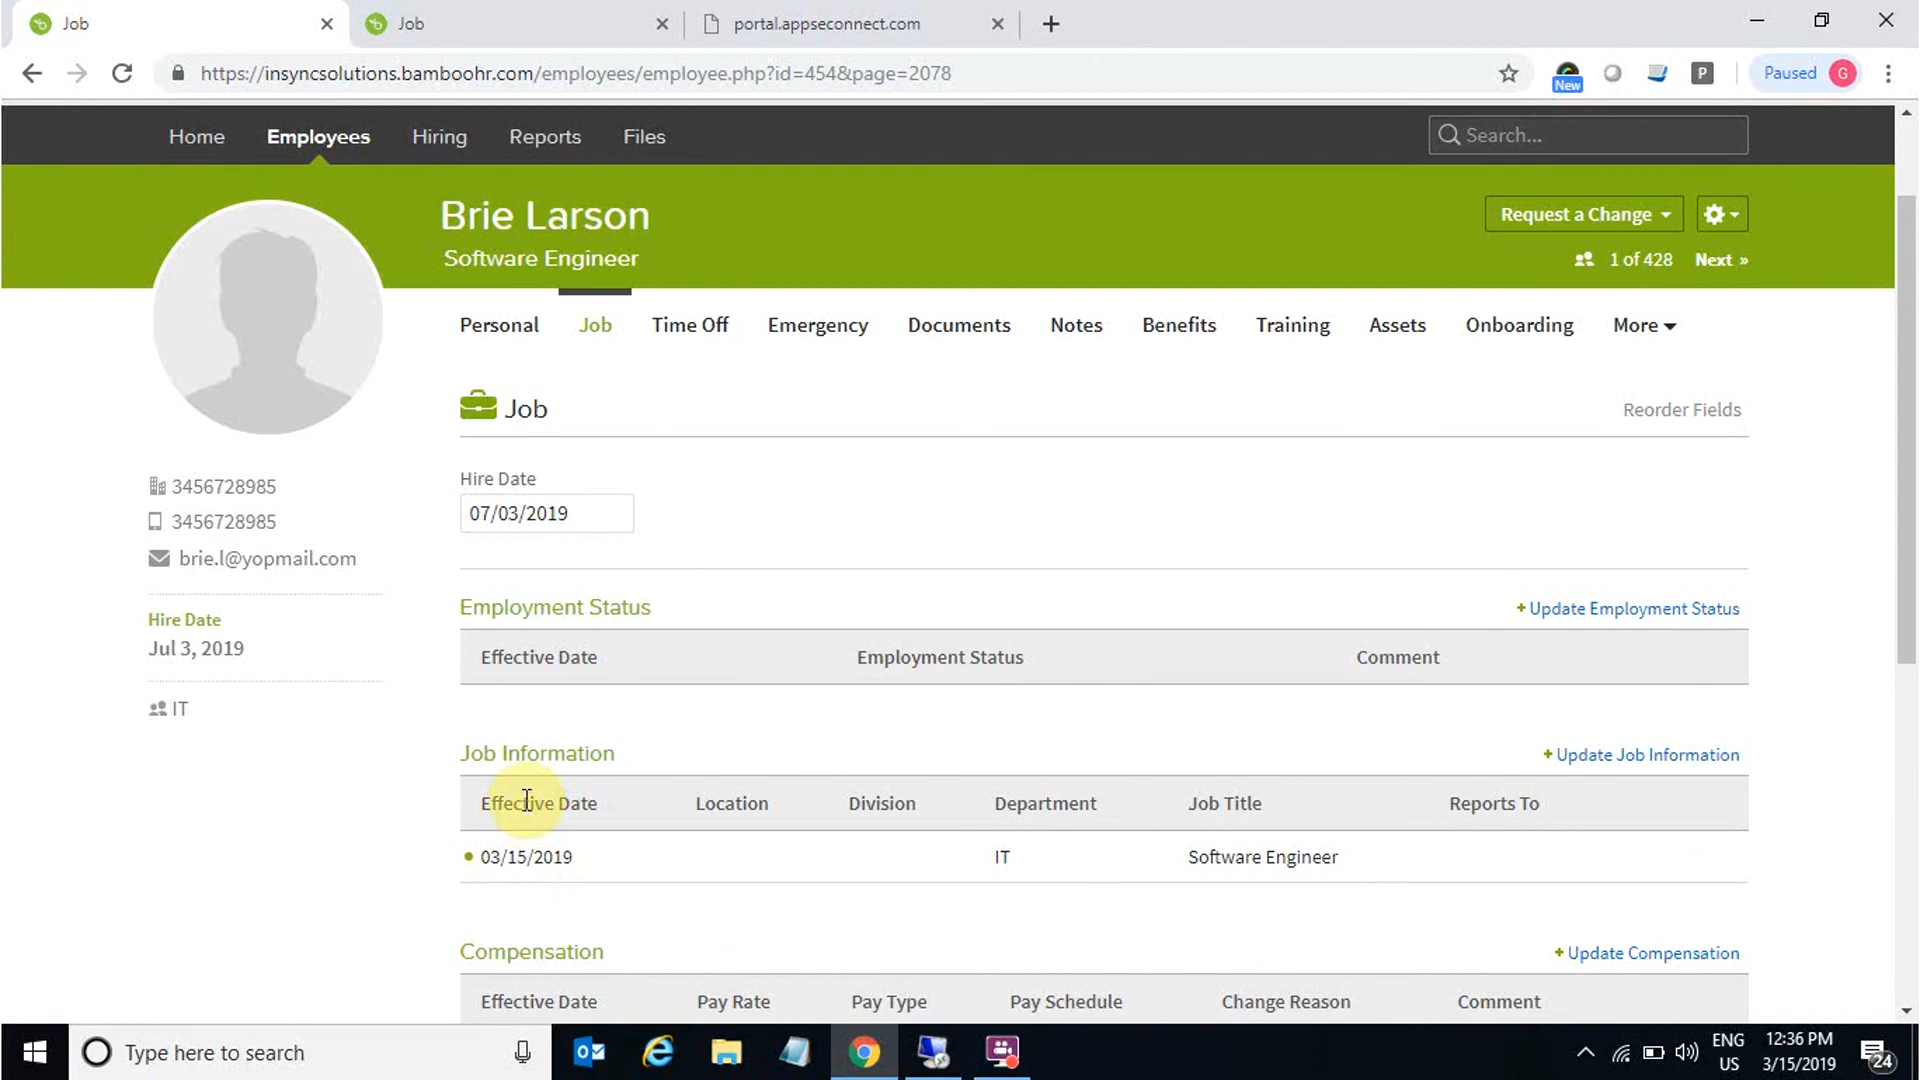 Job
Job
portal.appseconnect.com
https://insyncsolutions.bamboohr.com/employees/employee.php?id=454&page=2078
New
P
Paused G
Home Employees Hiring Reports Files
Search...
Brie Larson
Software Engineer
Request a Change
1 of 428 Next »
Personal Job Time Off Emergency Documents Notes Benefits Training Assets Onboarding More
Job
Reorder Fields
3456728985
3456728985
brie.l@yopmail.com
Hire Date
Jul 3, 2019
IT
Hire Date
07/03/2019
Employment Status
+ Update Employment Status
Effective Date Employment Status Comment
Job Information
+ Update Job Information
Effective Date Location Division Department Job Title Reports To
03/15/2019 IT Software Engineer
Compensation
+ Update Compensation
Effective Date Pay Rate Pay Type Pay Schedule Change Reason Comment
Type here to search
ENG
US
12:36 PM
3/15/2019
24